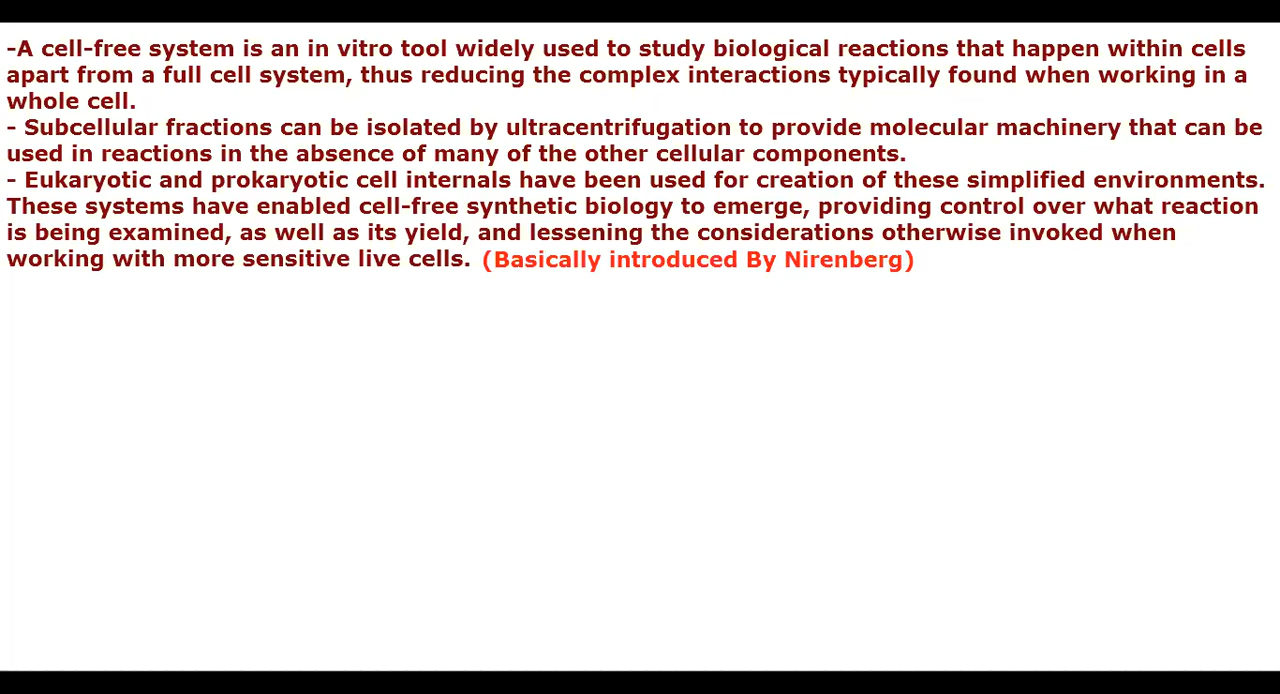 -A cell-free system is an in vitro tool widely used to study biological reactions that happen within cells
apart from a full cell system, thus reducing the complex interactions typically found when working in a
whole cell.
- Subcellular fractions can be isolated by ultracentrifugation to provide molecular machinery that can be
used in reactions in the absence of many of the other cellular components.
- Eukaryotic and prokaryotic cell internals have been used for creation of these simplified environments.
These systems have enabled cell-free synthetic biology to emerge, providing control over what reaction
is being examined, as well as its yield, and lessening the considerations otherwise invoked when
working with more sensitive live cells. (Basically introduced By Nirenberg)